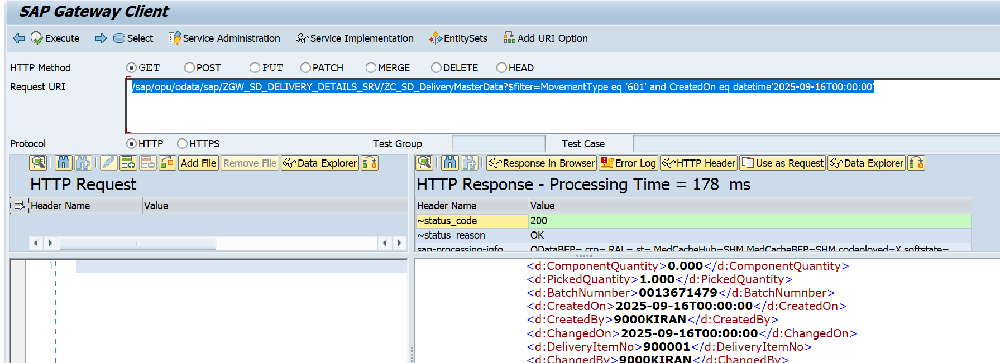 SAP Gateway Client
Execute Select Service Administration Service Implementation EntitySets Add URI Option
HTTP Method GET POST PUT PATCH MERGE DELETE HEAD
Request URI /sap/opu/odata/sap/ZGW_SD_DELIVERY_DETAILS_SRV/ZC_SD_DeliveryMasterData?$filter=MovementType eq '601' and CreatedOn eq datetime'2025-09-16T00:00:00'
Protocol HTTP HTTPS Test Group Test Case
Add File Remove File Data Explorer
HTTP Request
Header Name Value
1
Response in Browser Error Log HTTP Header Use as Request Data Explorer
HTTP Response - Processing Time = 178 ms
Header Name Value
~status_code 200
~status_reason OK
sap-processing-info ODataBEP= crp= RAL= st= MedCacheHub=SHM MedCacheBEP=SHM codeployed=X softstate=
<d:ComponentQuantity>0.000</d:ComponentQuantity>
<d:PickedQuantity>1.000</d:PickedQuantity>
<d:BatchNumnber>0013671479</d:BatchNumnber>
<d:CreatedOn>2025-09-16T00:00:00</d:CreatedOn>
<d:CreatedBy>9000KIRAN</d:CreatedBy>
<d:ChangedOn>2025-09-16T00:00:00</d:ChangedOn>
<d:DeliveryItemNo>900001</d:DeliveryItemNo>
<d:ChangedBy>9000KIRAN</d:ChangedBy>